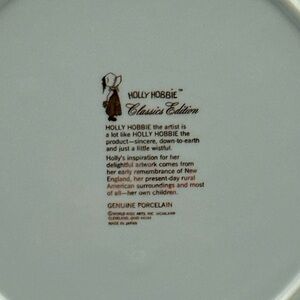 HOLLY HOBBIE™
Classics Edition
HOLLY HOBBIE the artist is
a lot like HOLLY HOBBIE the
product—sincere, down-to-earth
and just a little wistful.
Holly's inspiration for her
delightful artwork comes from
her early remembrance of New
England, her present-day rural
American surroundings and most
of all—her own children.
GENUINE PORCELAIN
MADE IN JAPAN